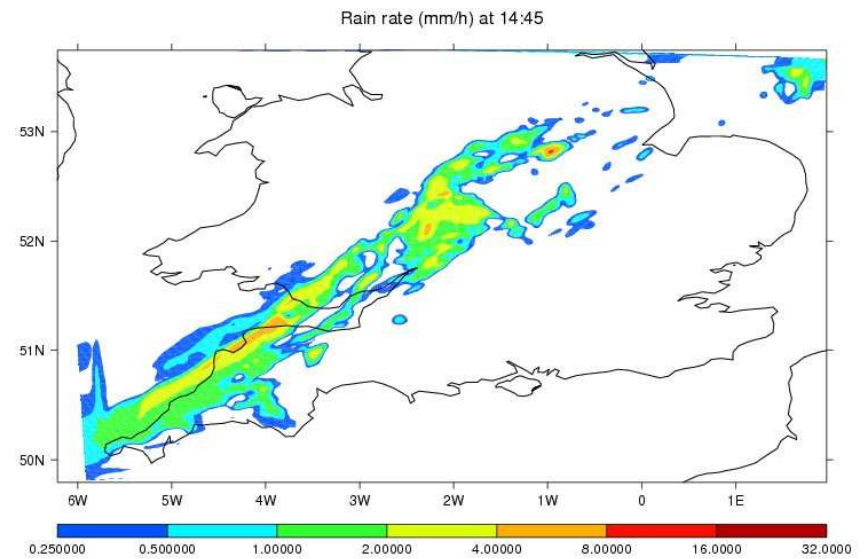 Rain rate (mm/h) at 14:45
53N
52N
51N
50N
6W 5W 4W 3W 2W 1W 0 1E
0.250000 0.500000 1.00000 2.00000 4.00000 8.00000 16.0000 32.0000